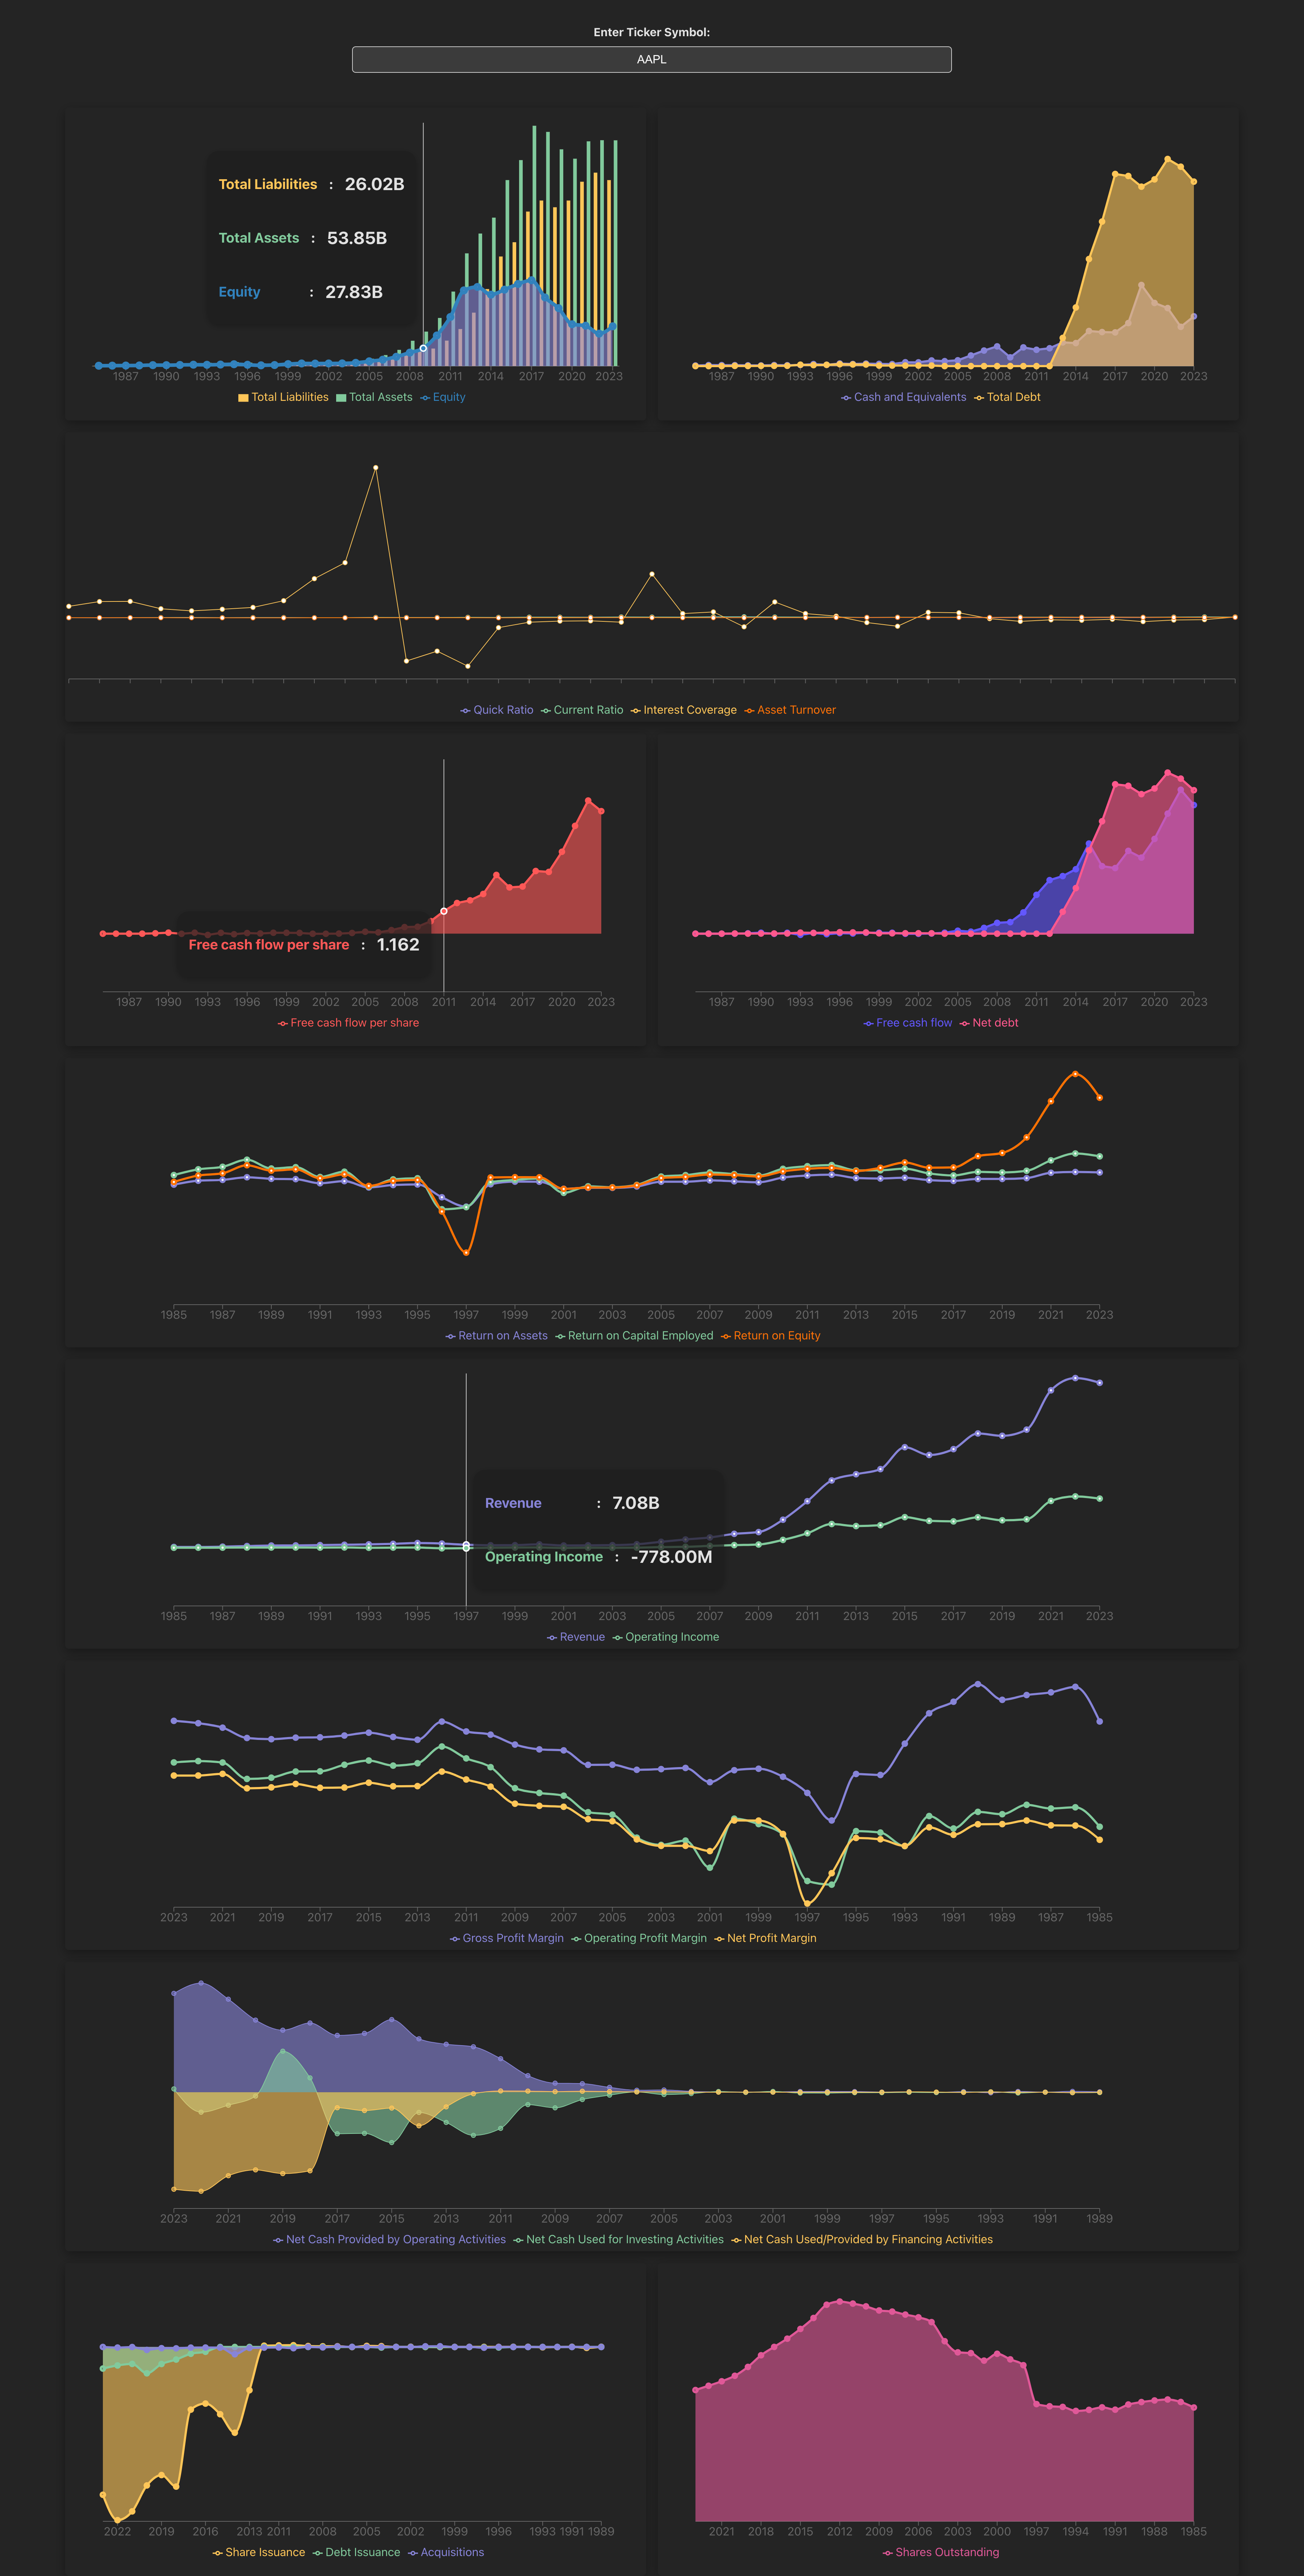 Enter Ticker Symbol:
AAPL
Total Liabilities : 26.02B
Total Assets : 53.85B
Equity : 27.83B
1987 1990 1993 1996 1999 2002 2005 2008 2011 2014 2017 2020 2023
Total Liabilities Total Assets Equity
1987 1990 1993 1996 1999 2002 2005 2008 2011 2014 2017 2020 2023
Cash and Equivalents Total Debt
Quick Ratio Current Ratio Interest Coverage Asset Turnover
Free cash flow per share : 1.162
1987 1990 1993 1996 1999 2002 2005 2008 2011 2014 2017 2020 2023
Free cash flow per share
1987 1990 1993 1996 1999 2002 2005 2008 2011 2014 2017 2020 2023
Free cash flow Net debt
1985 1987 1989 1991 1993 1995 1997 1999 2001 2003 2005 2007 2009 2011 2013 2015 2017 2019 2021 2023
Return on Assets Return on Capital Employed Return on Equity
Revenue : 7.08B
Operating Income : -778.00M
1985 1987 1989 1991 1993 1995 1997 1999 2001 2003 2005 2007 2009 2011 2013 2015 2017 2019 2021 2023
Revenue Operating Income
2023 2021 2019 2017 2015 2013 2011 2009 2007 2005 2003 2001 1999 1997 1995 1993 1991 1989 1987 1985
Gross Profit Margin Operating Profit Margin Net Profit Margin
2023 2021 2019 2017 2015 2013 2011 2009 2007 2005 2003 2001 1999 1997 1995 1993 1991 1989
Net Cash Provided by Operating Activities Net Cash Used for Investing Activities Net Cash Used/Provided by Financing Activities
2022 2019 2016 2013 2011 2008 2005 2002 1999 1996 1993 1991 1989
Share Issuance Debt Issuance Acquisitions
2021 2018 2015 2012 2009 2006 2003 2000 1997 1994 1991 1988 1985
Shares Outstanding